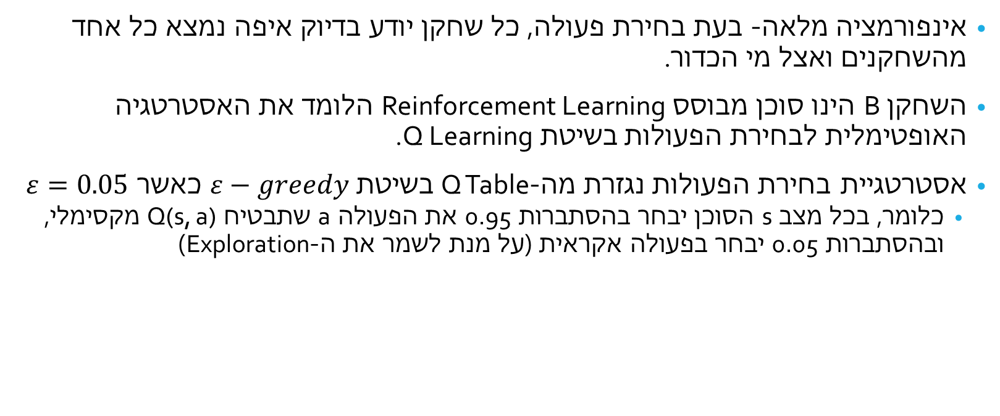 • אינפורמציה מלאה- בעת בחירת פעולה, כל שחקן יודע בדיוק איפה נמצא כל אחד
מהשחקנים ואצל מי הכדור.
• השחקן B הינו סוכן מבוסס Reinforcement Learning הלומד את האסטרטגיה
האופטימלית לבחירת הפעולות בשיטת Q Learning.
• אסטרטגיית בחירת הפעולות נגזרת מה-Q Table בשיטת ε − greedy כאשר ε = 0.05
• כלומר, בכל מצב s הסוכן יבחר בהסתברות 0.95 את הפעולה a שתבטיח Q(s, a) מקסימלי,
ובהסתברות 0.05 יבחר בפעולה אקראית (על מנת לשמר את ה-Exploration)